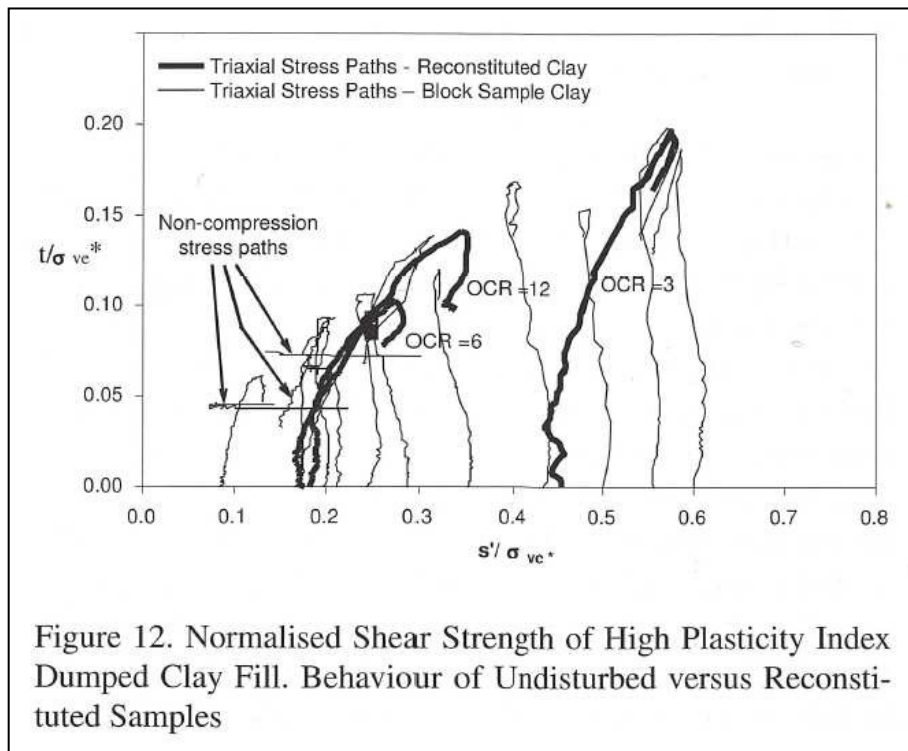 Triaxial Stress Paths - Reconstituted Clay
Triaxial Stress Paths – Block Sample Clay
0.20
0.15
0.10
0.05
0.00
t/σ ve*
Non-compression
stress paths
OCR =12
OCR =6
OCR =3
0.0 0.1 0.2 0.3 0.4 0.5 0.6 0.7 0.8
s'/ σ ve *
Figure 12. Normalised Shear Strength of High Plasticity Index
Dumped Clay Fill. Behaviour of Undisturbed versus Reconsti-
tuted Samples